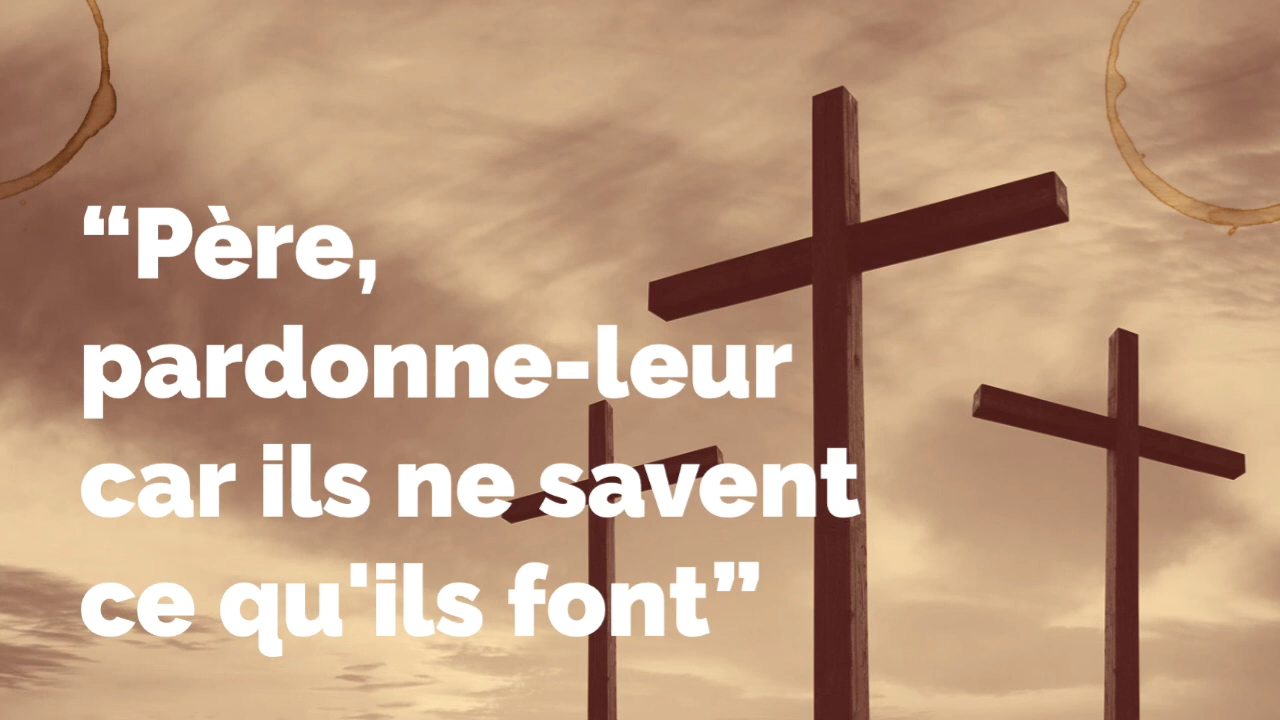 “Père,
pardonne-leur
car ils ne savent
ce qu'ils font”